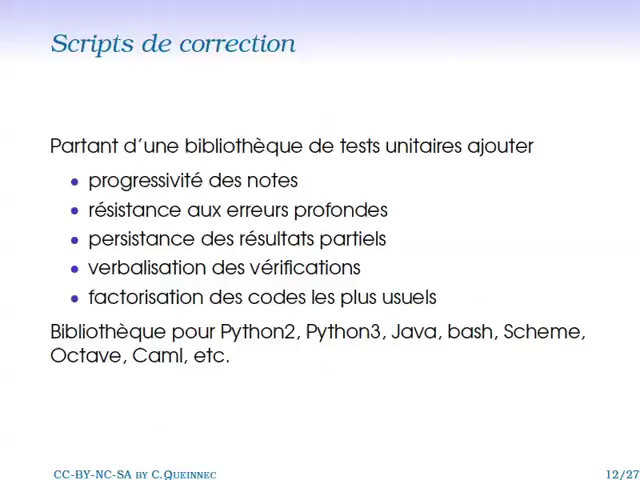 Scripts de correction
Partant d'une bibliothèque de tests unitaires ajouter
• progressivité des notes
• résistance aux erreurs profondes
• persistance des résultats partiels
• verbalisation des vérifications
• factorisation des codes les plus usuels
Bibliothèque pour Python2, Python3, Java, bash, Scheme,
Octave, Caml, etc.
CC-BY-NC-SA BY C.QUEINNEC 12/27